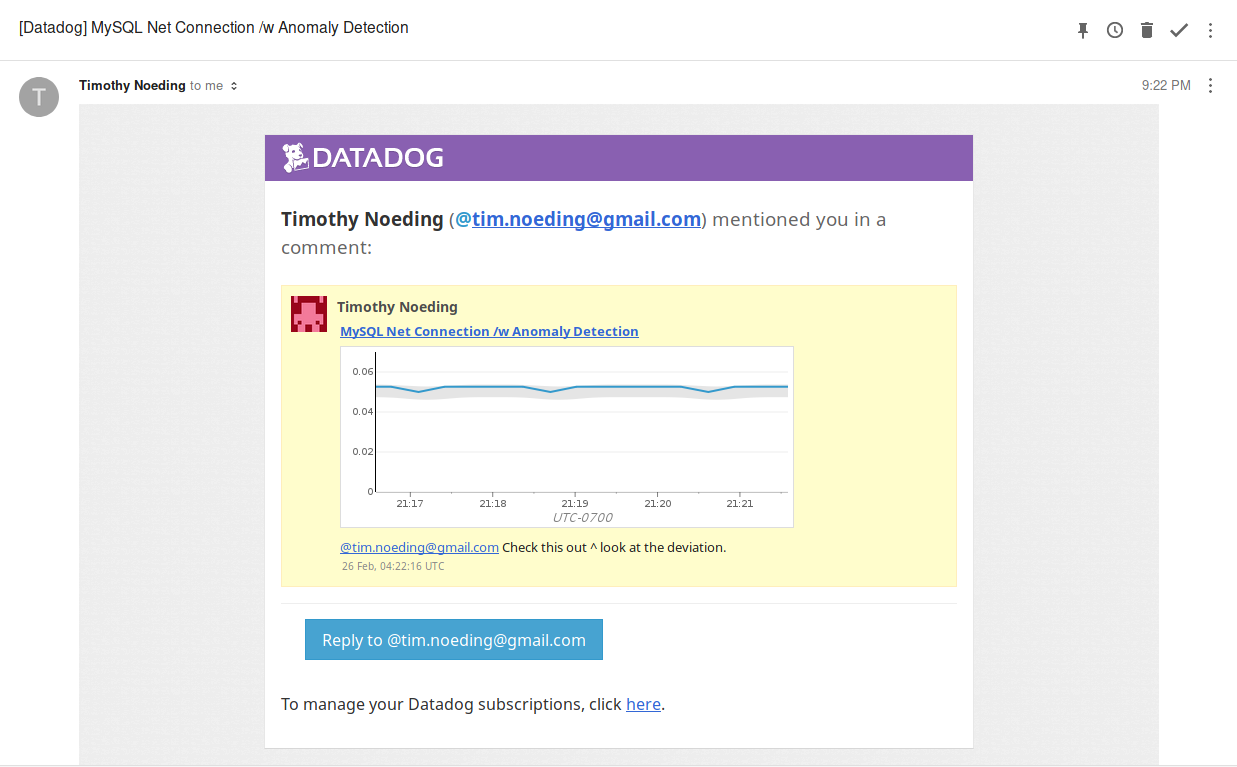 [Datadog] MySQL Net Connection /w Anomaly Detection
T
Timothy Noeding to me
9:22 PM
DATADOG
Timothy Noeding (@tim.noeding@gmail.com) mentioned you in a
comment:
Timothy Noeding
MySQL Net Connection /w Anomaly Detection
0.06
0.04
0.02
0
21:17 21:18 21:19 21:20 21:21
UTC-0700
@tim.noeding@gmail.com Check this out ^ look at the deviation.
26 Feb, 04:22:16 UTC
Reply to @tim.noeding@gmail.com
To manage your Datadog subscriptions, click here.